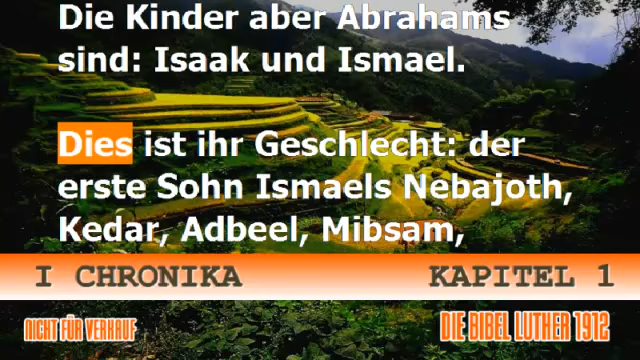 Die Kinder aber Abrahams
sind: Isaak und Ismael.
Dies ist ihr Geschlecht: der
erste Sohn Ismaels Nebajoth,
Kedar, Adbeel, Mibsam,
I CHRONIKA KAPITEL 1
NICHT FÜR VERKAUF DIE BIBEL LUTHER 1912